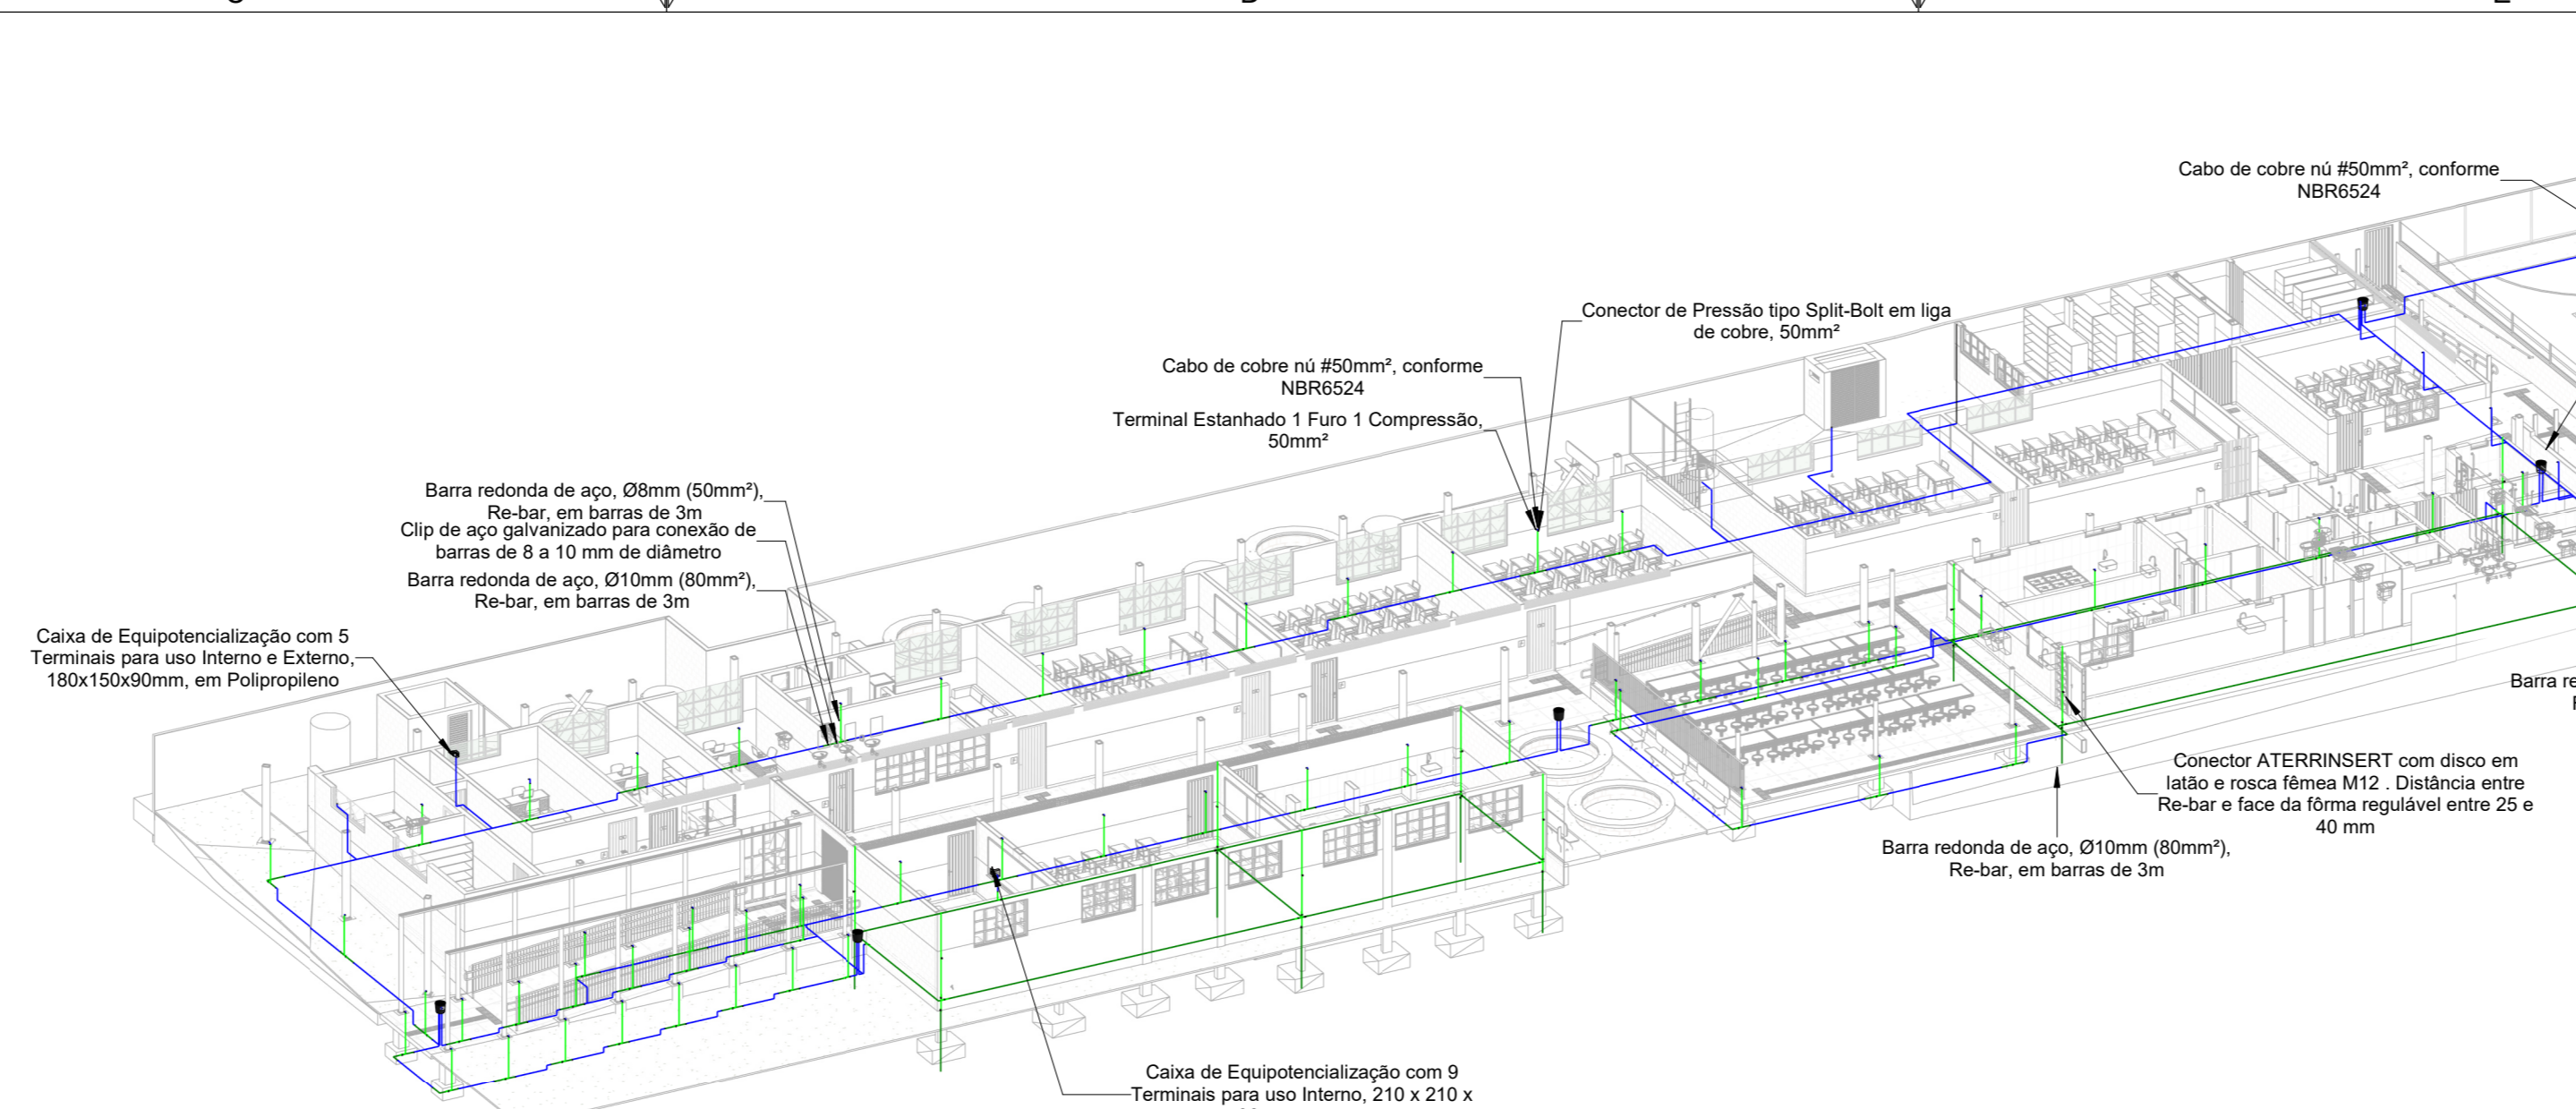 Cabo de cobre nú #50mm², conforme
NBR6524
Conector de Pressão tipo Split-Bolt em liga
de cobre, 50mm²
Cabo de cobre nú #50mm², conforme
NBR6524
Terminal Estanhado 1 Furo 1 Compressão,
50mm²
Barra redonda de aço, Ø8mm (50mm²),
Re-bar, em barras de 3m
Clip de aço galvanizado para conexão de
barras de 8 a 10 mm de diâmetro
Barra redonda de aço, Ø10mm (80mm²),
Re-bar, em barras de 3m
Caixa de Equipotencialização com 5
Terminais para uso Interno e Externo,
180x150x90mm, em Polipropileno
Barra re
Conector ATERRINSERT com disco em
latão e rosca fêmea M12 . Distância entre
Re-bar e face da fôrma regulável entre 25 e
40 mm
Barra redonda de aço, Ø10mm (80mm²),
Re-bar, em barras de 3m
Caixa de Equipotencialização com 9
Terminais para uso Interno, 210 x 210 x